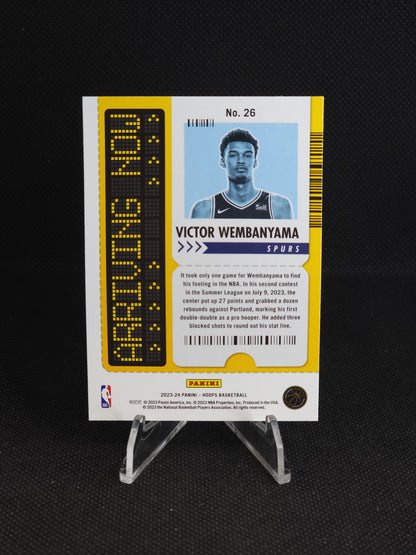 ARRIVING NOW
No. 26
Self
VICTOR WEMBANYAMA
SPURS
It took only one game for Wembanyama to find
his footing in the NBA. In his second contest
in the Summer League on July 9, 2023, the
center put up 27 points and grabbed a dozen
rebounds against Portland, marking his first
double-double as a pro hooper. He added three
blocked shots to round out his stat line.
PANINI
2023-24 PANINI – HOOPS BASKETBALL
© 2023 Panini America, Inc. © 2023 NBA Properties, Inc. Produced in the USA.
© 2023 the National Basketball Players Association. All rights reserved.